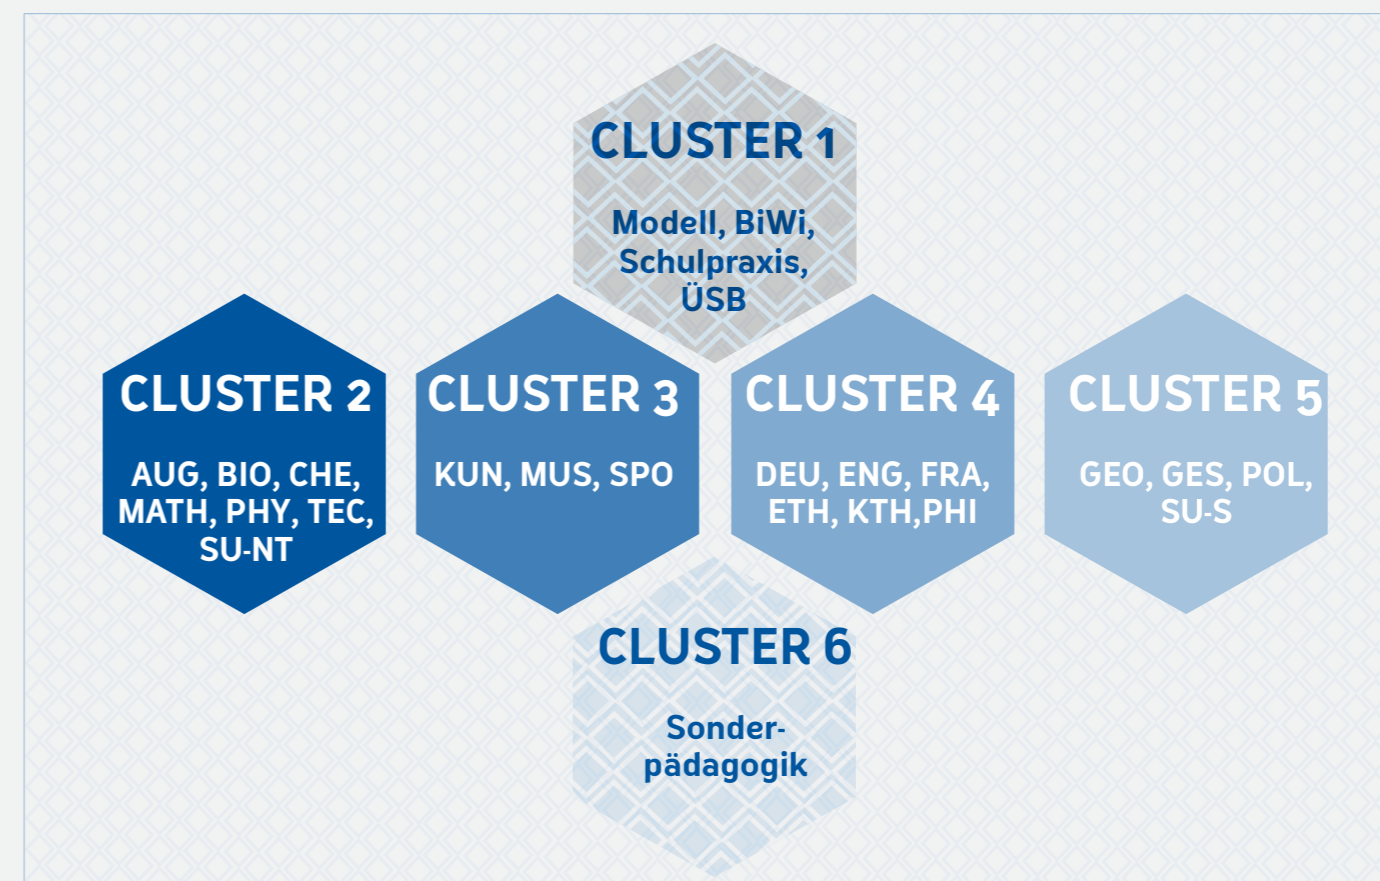 CLUSTER 1
Modell, BiWi,
Schulpraxis,
ÜSB
CLUSTER 2
AUG, BIO, CHE,
MATH, PHY, TEC,
SU-NT
CLUSTER 3
KUN, MUS, SPO
CLUSTER 4
DEU, ENG, FRA,
ETH, KTH,PHI
CLUSTER 5
GEO, GES, POL,
SU-S
CLUSTER 6
Sonder-
pädagogik